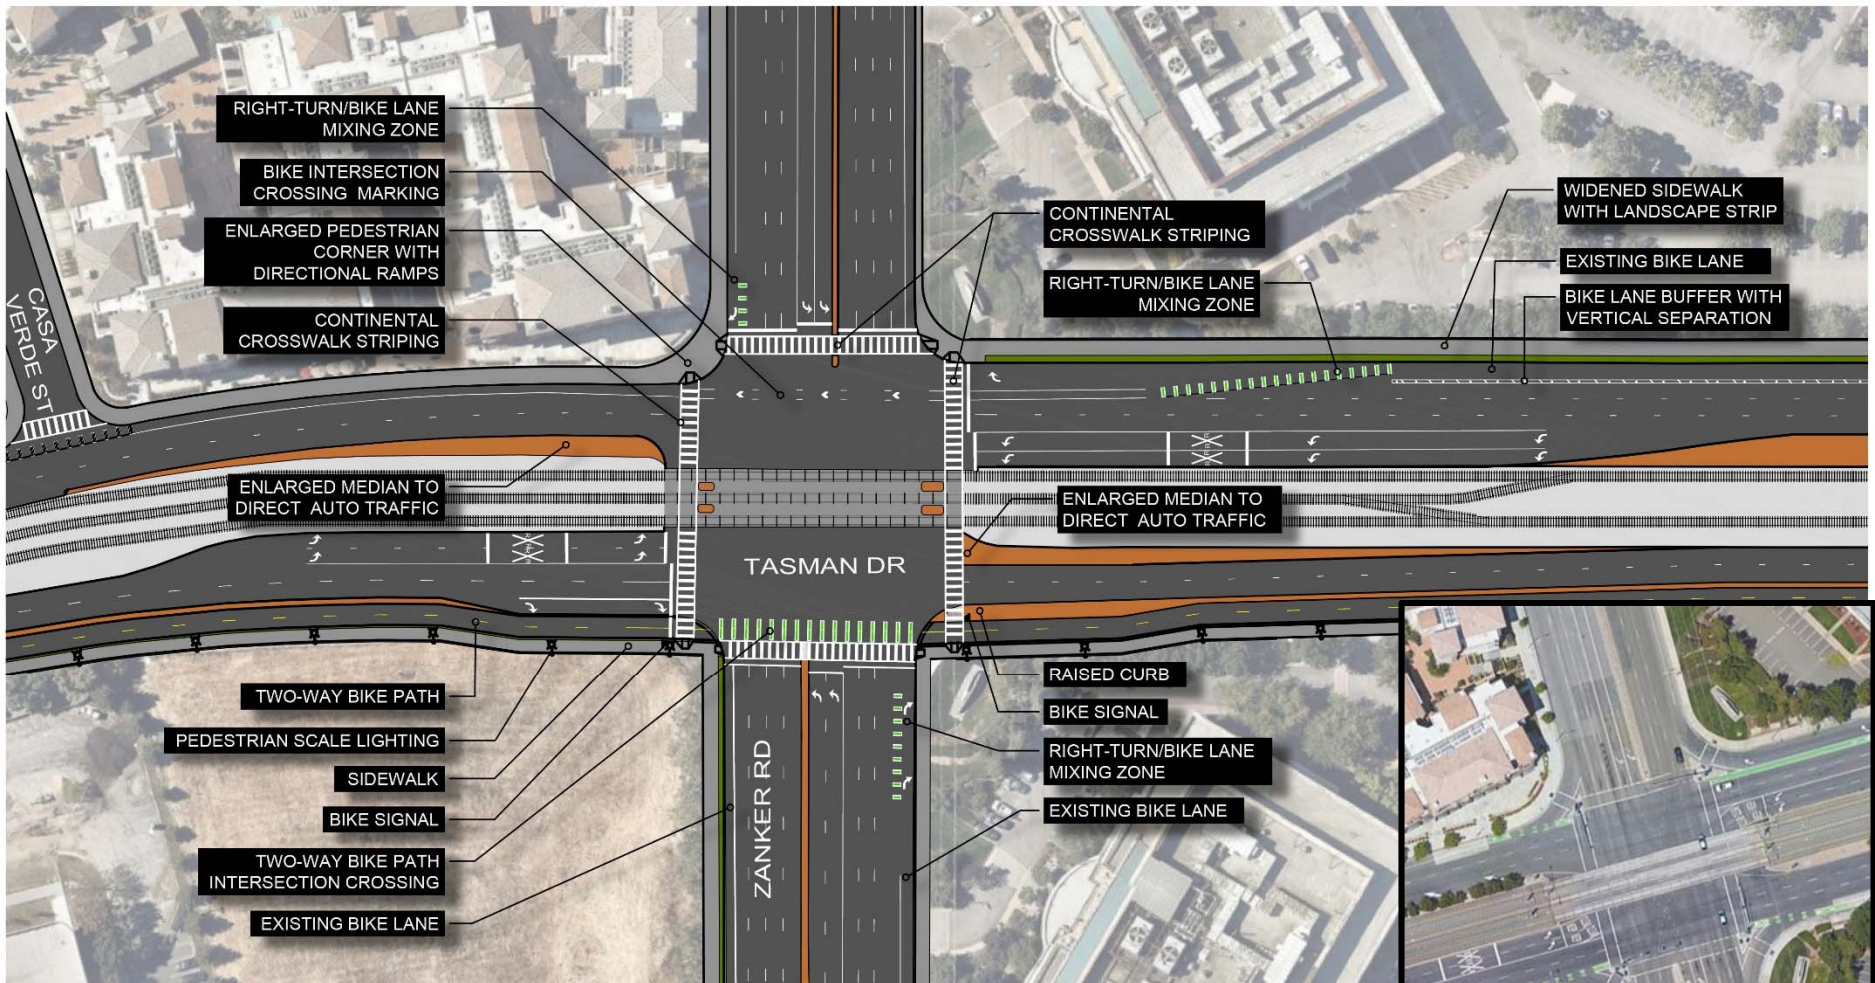 RIGHT-TURN/BIKE LANE
MIXING ZONE
BIKE INTERSECTION
CROSSING MARKING
ENLARGED PEDESTRIAN
CORNER WITH
DIRECTIONAL RAMPS
CONTINENTAL
CROSSWALK STRIPING
CASA
VERDE ST
ENLARGED MEDIAN TO
DIRECT AUTO TRAFFIC
TWO-WAY BIKE PATH
PEDESTRIAN SCALE LIGHTING
SIDEWALK
BIKE SIGNAL
TWO-WAY BIKE PATH
INTERSECTION CROSSING
EXISTING BIKE LANE
TASMAN DR
ZANKER RD
CONTINENTAL
CROSSWALK STRIPING
RIGHT-TURN/BIKE LANE
MIXING ZONE
WIDENED SIDEWALK
WITH LANDSCAPE STRIP
EXISTING BIKE LANE
BIKE LANE BUFFER WITH
VERTICAL SEPARATION
ENLARGED MEDIAN TO
DIRECT AUTO TRAFFIC
RAISED CURB
BIKE SIGNAL
RIGHT-TURN/BIKE LANE
MIXING ZONE
EXISTING BIKE LANE